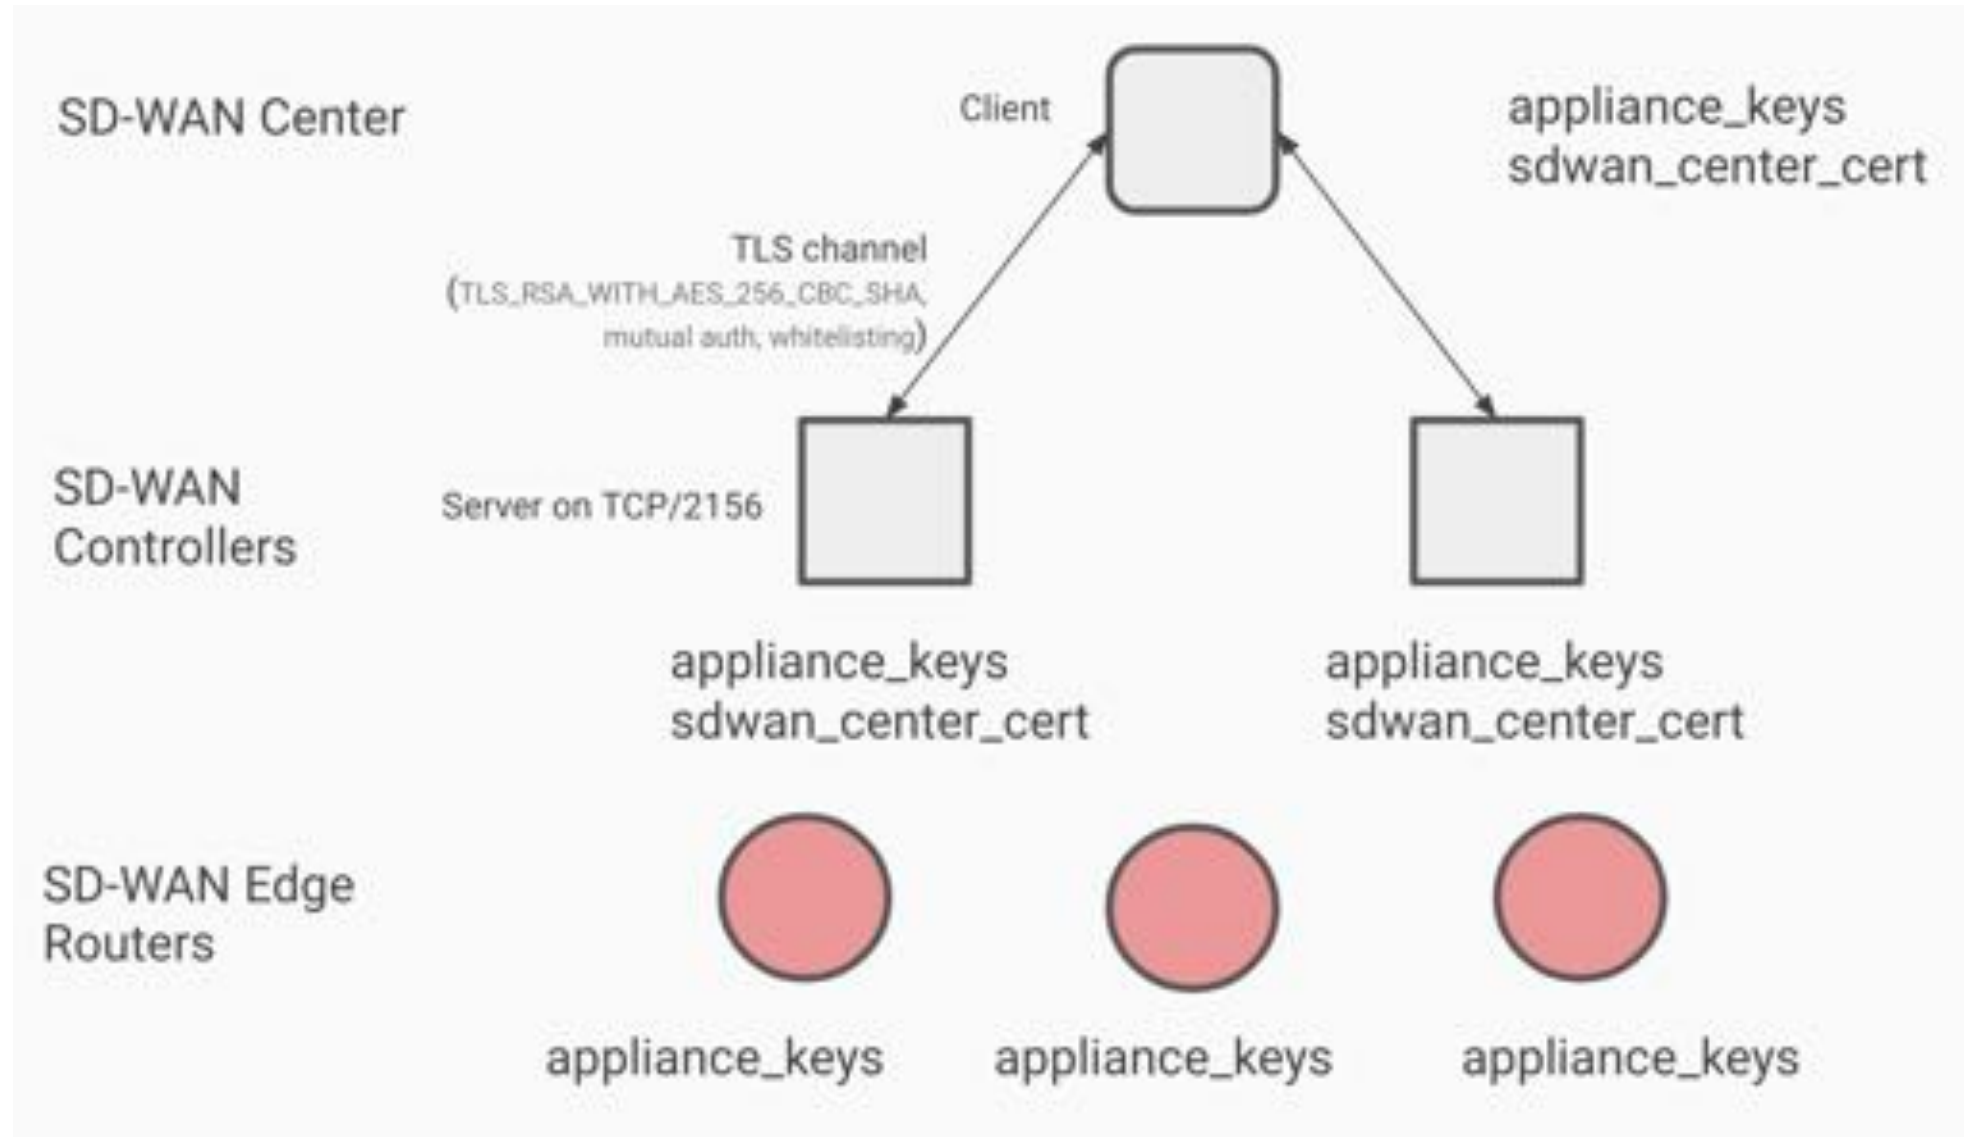 SD-WAN Center
Client
appliance_keys
sdwan_center_cert
TLS channel
(TLS_RSA_WITH_AES_256_CBC_SHA,
mutual auth, whitelisting)
SD-WAN
Controllers
Server on TCP/2156
appliance_keys
sdwan_center_cert
appliance_keys
sdwan_center_cert
SD-WAN Edge
Routers
appliance_keys
appliance_keys
appliance_keys